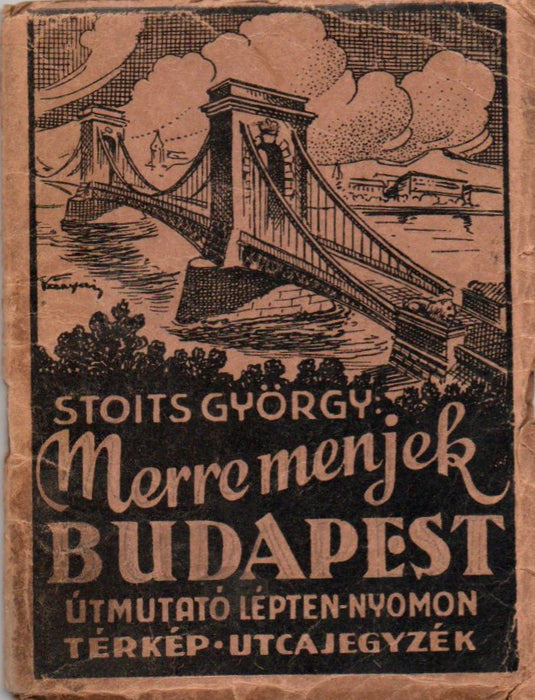 STOITS GYÖRGY:
Merre menjek
BUDAPEST
ÚTMUTATÓ LÉPTEN-NYOMON
TÉRKÉP · UTCAJEGYZÉK